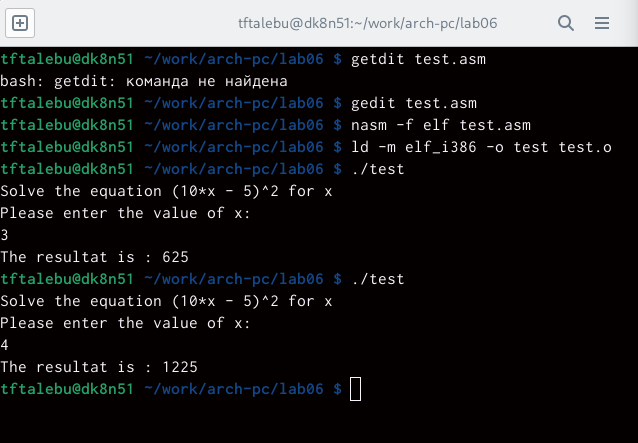 tftalebu@dk8n51:~/work/arch-pc/lab06
tftalebu@dk8n51 ~/work/arch-pc/lab06 $ getdit test.asm
bash: getdit: команда не найдена
tftalebu@dk8n51 ~/work/arch-pc/lab06 $ gedit test.asm
tftalebu@dk8n51 ~/work/arch-pc/lab06 $ nasm -f elf test.asm
tftalebu@dk8n51 ~/work/arch-pc/lab06 $ ld -m elf_i386 -o test test.o
tftalebu@dk8n51 ~/work/arch-pc/lab06 $ ./test
Solve the equation (10*x - 5)^2 for x
Please enter the value of x:
3
The resultat is : 625
tftalebu@dk8n51 ~/work/arch-pc/lab06 $ ./test
Solve the equation (10*x - 5)^2 for x
Please enter the value of x:
4
The resultat is : 1225
tftalebu@dk8n51 ~/work/arch-pc/lab06 $